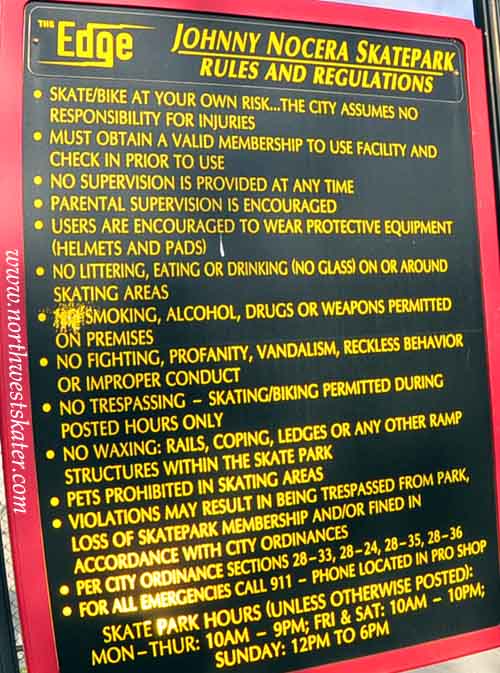 THE Edge
JOHNNY NOCERA SKATEPARK
RULES AND REGULATIONS
• SKATE/BIKE AT YOUR OWN RISK...THE CITY ASSUMES NO
RESPONSIBILITY FOR INJURIES
• MUST OBTAIN A VALID MEMBERSHIP TO USE FACILITY AND
CHECK IN PRIOR TO USE
• NO SUPERVISION IS PROVIDED AT ANY TIME
• PARENTAL SUPERVISION IS ENCOURAGED
• USERS ARE ENCOURAGED TO WEAR PROTECTIVE EQUIPMENT
(HELMETS AND PADS)
• NO LITTERING, EATING OR DRINKING (NO GLASS) ON OR AROUND
SKATING AREAS
• SMOKING, ALCOHOL, DRUGS OR WEAPONS PERMITTED
ON PREMISES
• NO FIGHTING, PROFANITY, VANDALISM, RECKLESS BEHAVIOR
OR IMPROPER CONDUCT
• NO TRESPASSING – SKATING/BIKING PERMITTED DURING
POSTED HOURS ONLY
• NO WAXING: RAILS, COPING, LEDGES OR ANY OTHER RAMP
STRUCTURES WITHIN THE SKATE PARK
• PETS PROHIBITED IN SKATING AREAS
• VIOLATIONS MAY RESULT IN BEING TRESPASSED FROM PARK,
LOSS OF SKATEPARK MEMBERSHIP AND/OR FINED IN
ACCORDANCE WITH CITY ORDINANCES
• PER CITY ORDINANCE SECTIONS 28-33, 28-24, 28-35, 28-36
• FOR ALL EMERGENCIES CALL 911 – PHONE LOCATED IN PRO SHOP
SKATE PARK HOURS (UNLESS OTHERWISE POSTED):
MON-THUR: 10AM - 9PM; FRI & SAT: 10AM - 10PM;
SUNDAY: 12PM TO 6PM
www.northwestskater.com